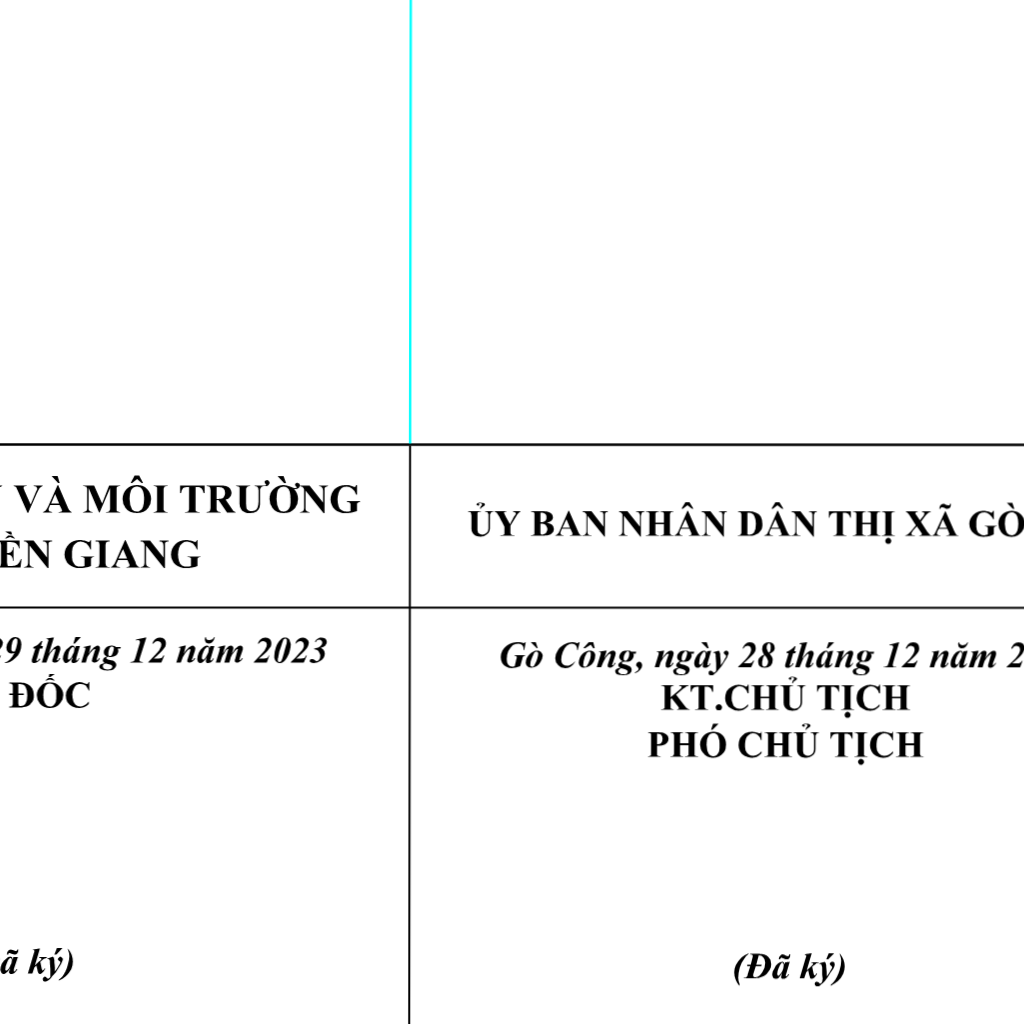 VÀ MÔI TRƯỜNG
ỀN GIANG
ỦY BAN NHÂN DÂN THỊ XÃ GÒ
29 tháng 12 năm 2023
ĐỐC
Gò Công, ngày 28 tháng 12 năm 2
KT.CHỦ TỊCH
PHÓ CHỦ TỊCH
ã ký)
(Đã ký)